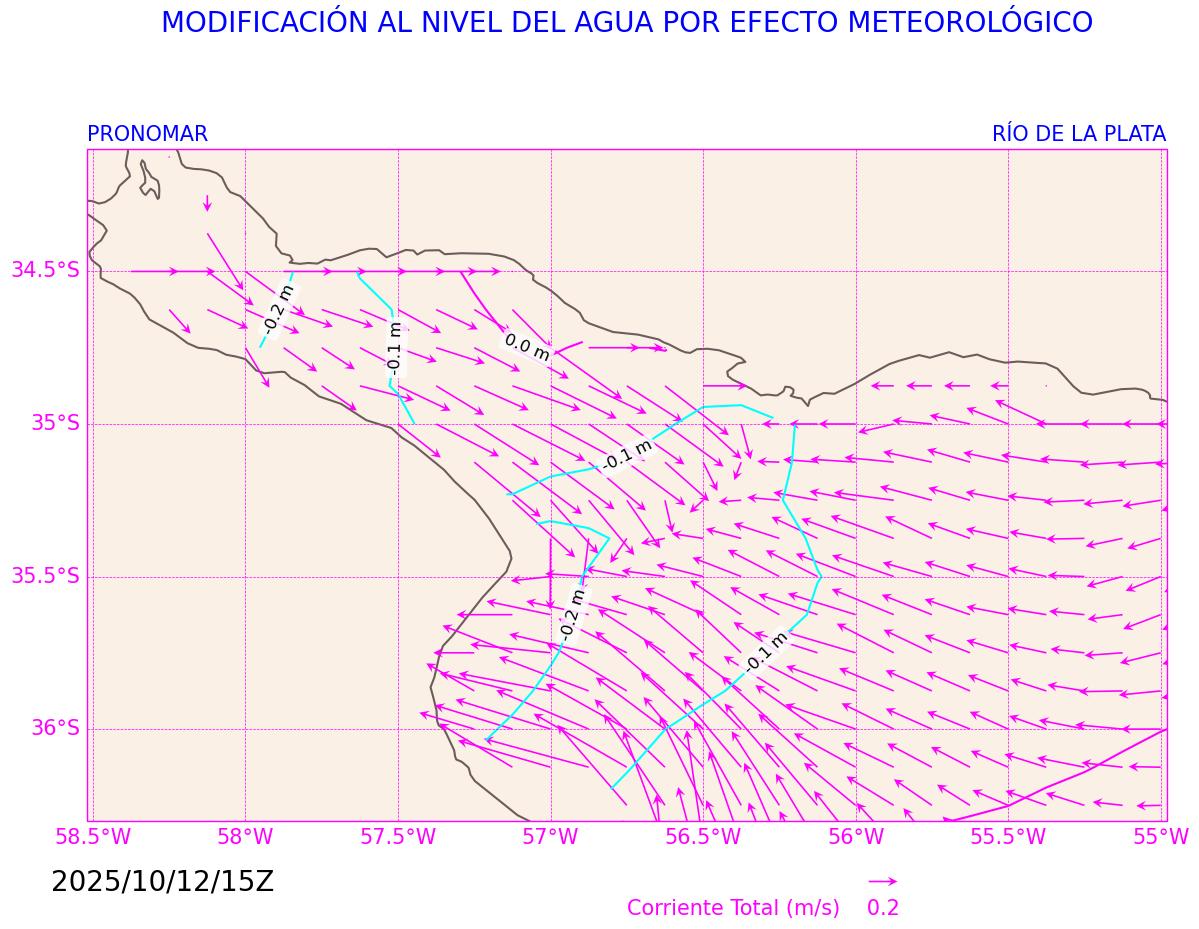 MODIFICACIÓN AL NIVEL DEL AGUA POR EFECTO METEOROLÓGICO
PRONOMAR
RÍO DE LA PLATA
34.5°S
35°S
35.5°S
36°S
-0.2 m
-0.1 m
0.0 m
-0.1 m
-0.2 m
-0.1 m
58.5°W 58°W 57.5°W 57°W 56.5°W 56°W 55.5°W 55°W
2025/10/12/15Z
Corriente Total (m/s) 0.2